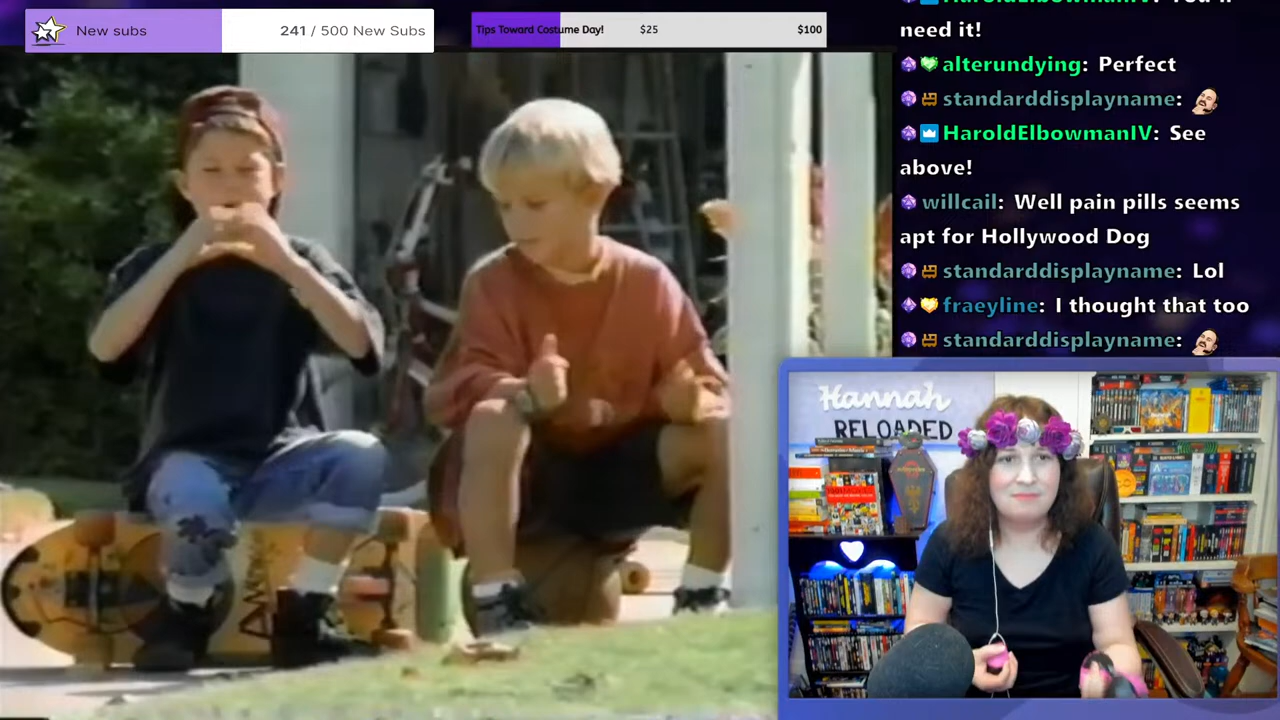 New subs
241 / 500 New Subs
Tips Toward Costume Day!
$25
$100
need it!
alterundying: Perfect
standarddisplayname:
HaroldElbowmanIV: See
above!
willcail: Well pain pills seems
apt for Hollywood Dog
standarddisplayname: Lol
fraeyline: I thought that too
standarddisplayname:
Hannah
RELOADED